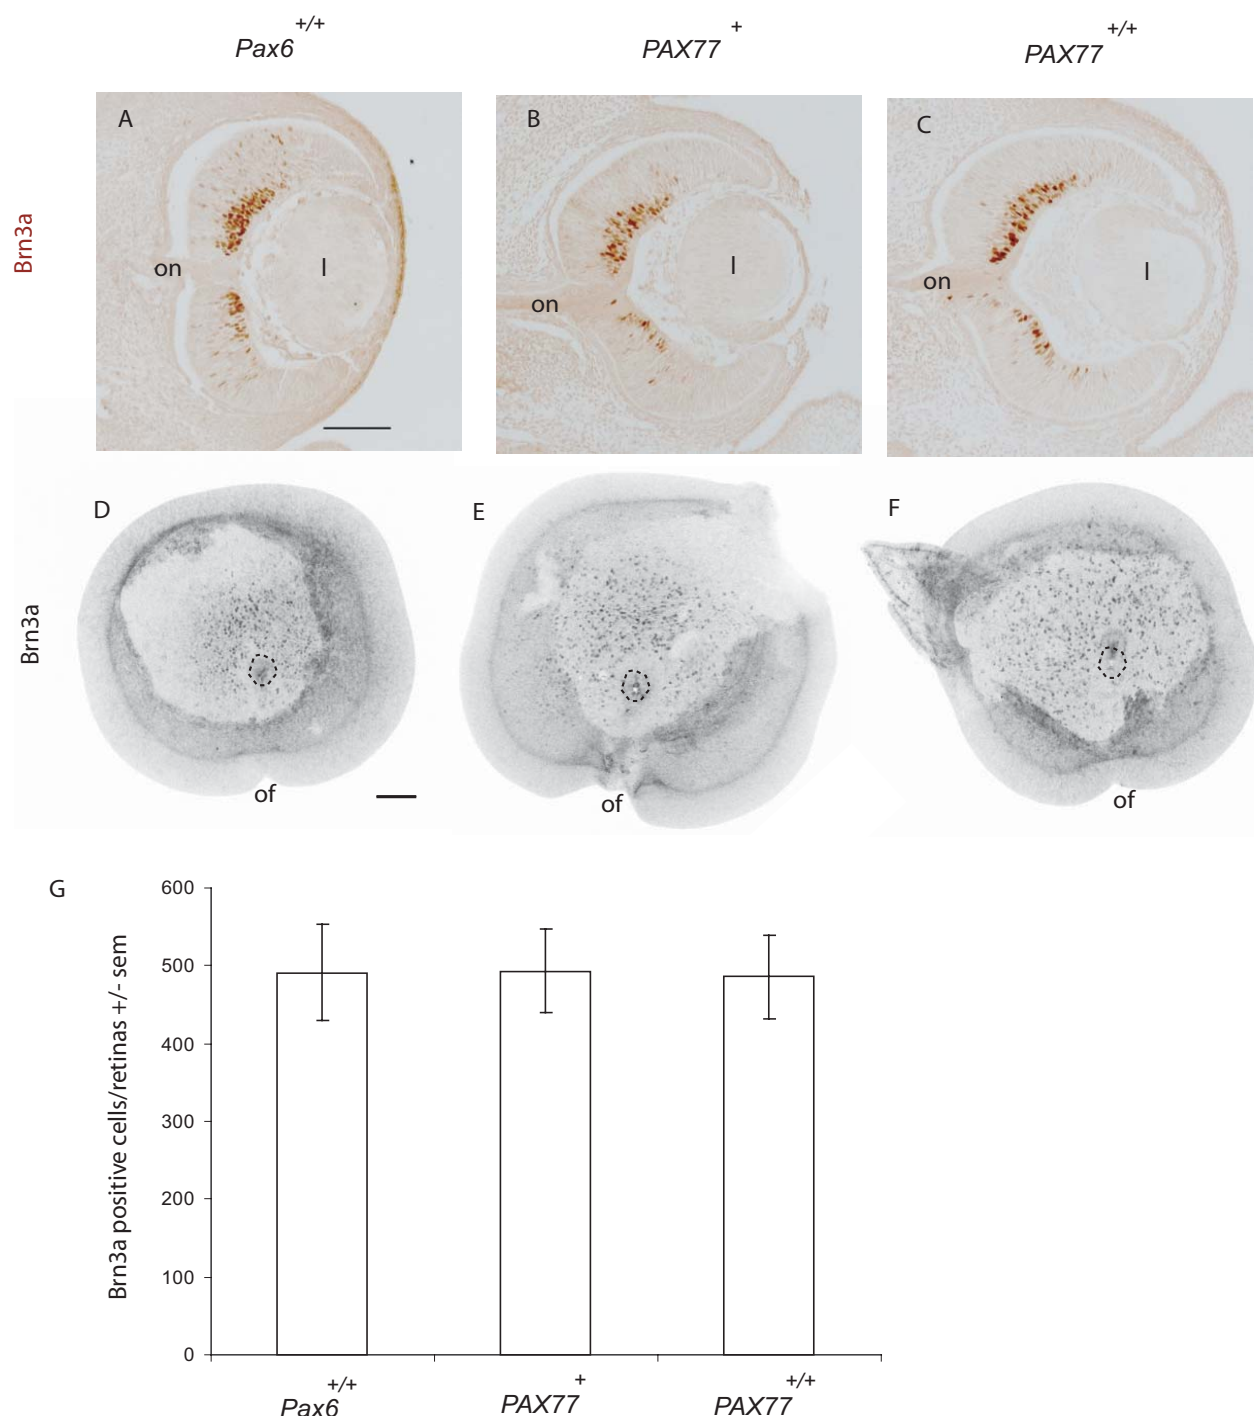 Pax6 +/+ PAX77 + PAX77 +/+
Brn3a
A
B
C
on
l
on
l
on
l
Brn3a
D
E
F
of
of
of
G
Brn3a positive cells/retinas +/- sem
600
500
400
300
200
100
0
Pax6 +/+ PAX77 + PAX77 +/+